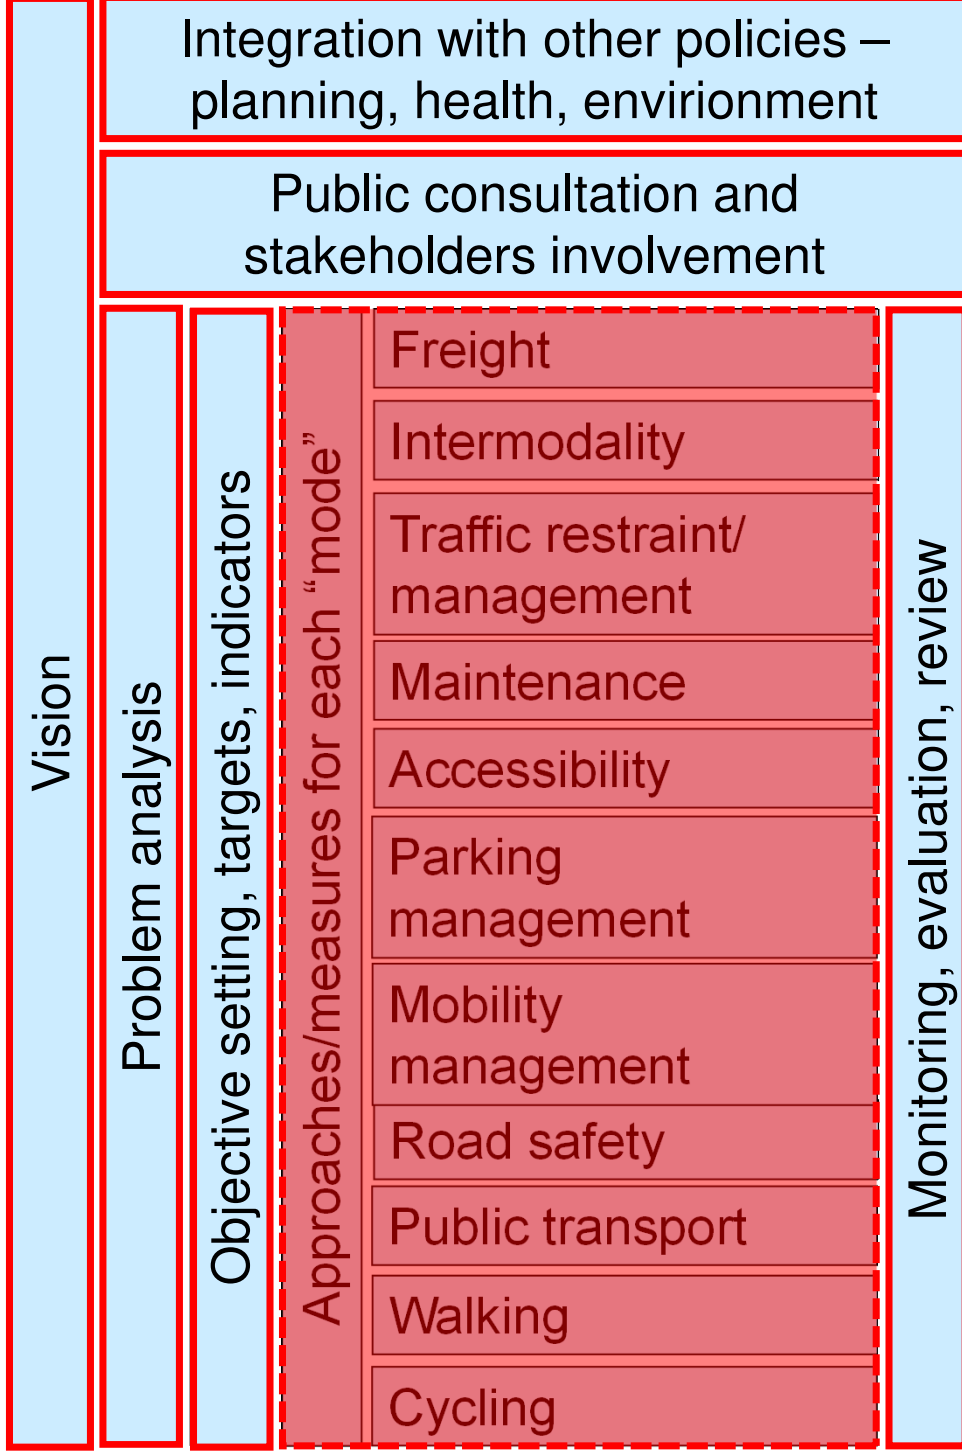 Integration with other policies –
planning, health, envirionment
Public consultation and
stakeholders involvement
Vision
Problem analysis
Objective setting, targets, indicators
Approaches/measures for each “mode”
Freight
Intermodality
Traffic restraint/
management
Maintenance
Accessibility
Parking
management
Mobility
management
Road safety
Public transport
Walking
Cycling
Monitoring, evaluation, review